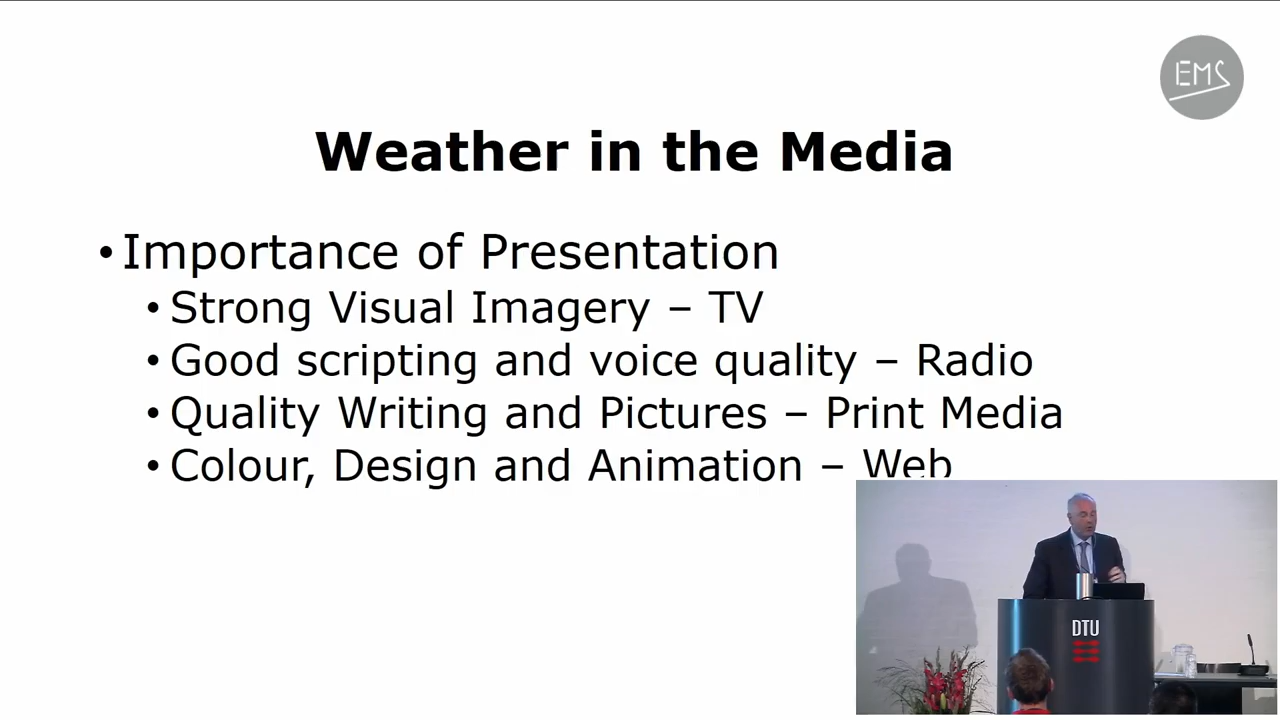 EMS
Weather in the Media
• Importance of Presentation
• Strong Visual Imagery – TV
• Good scripting and voice quality – Radio
• Quality Writing and Pictures – Print Media
• Colour, Design and Animation – Web
DTU